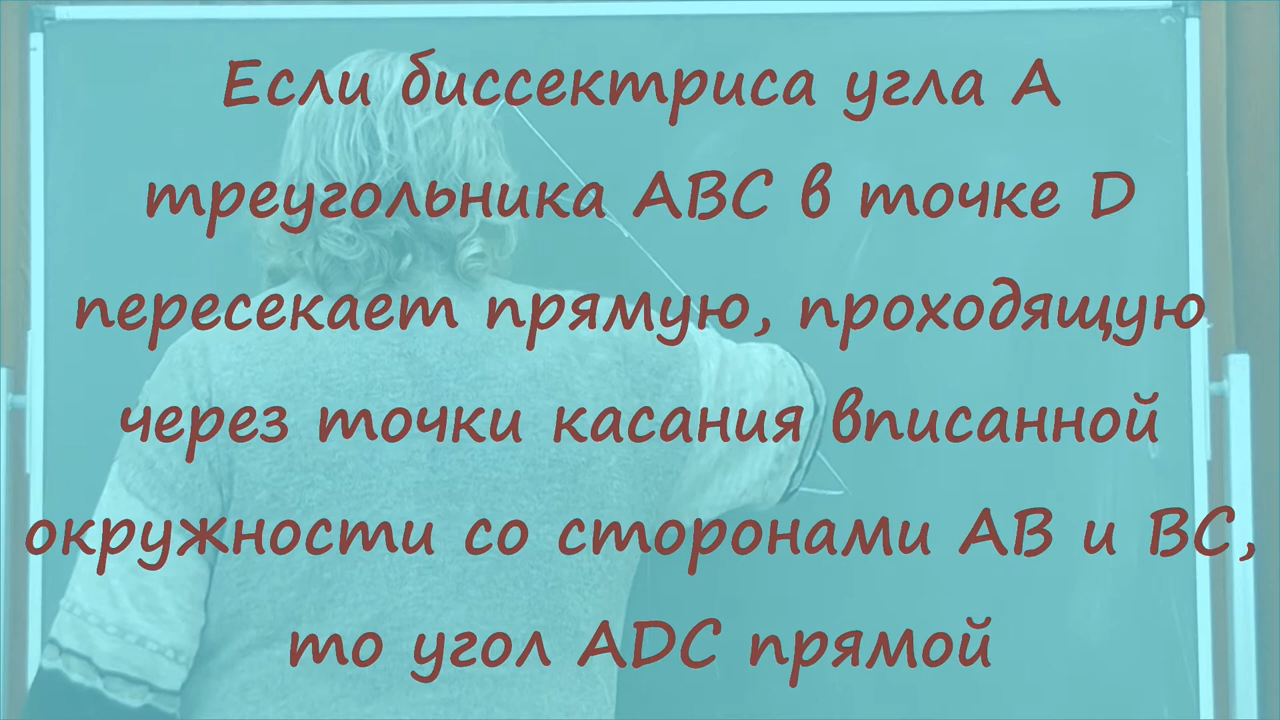 Если биссектриса угла А
треугольника АВС в точке D
пересекает прямую, проходящую
через точки касания вписанной
окружности со сторонами АВ и ВС,
то угол ADC прямой